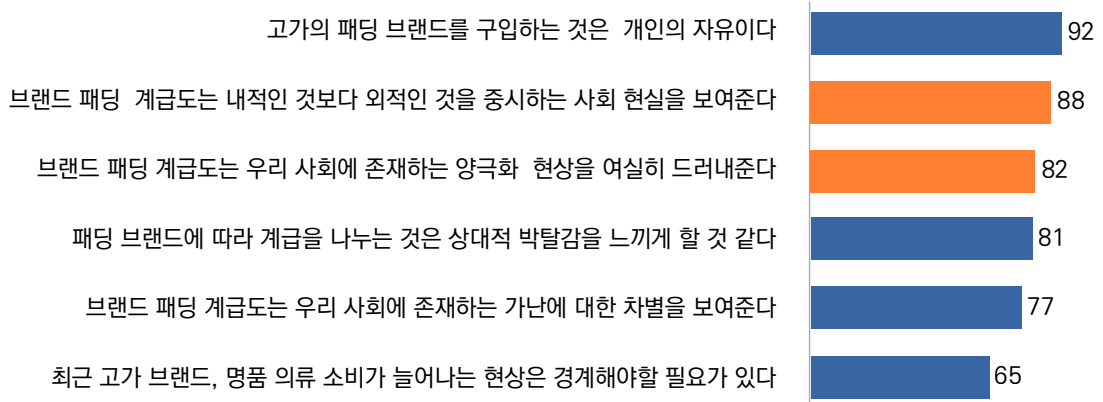 고가의 패딩 브랜드를 구입하는 것은 개인의 자유이다 92
브랜드 패딩 계급도는 내적인 것보다 외적인 것을 중시하는 사회 현실을 보여준다 88
브랜드 패딩 계급도는 우리 사회에 존재하는 양극화 현상을 여실히 드러내준다 82
패딩 브랜드에 따라 계급을 나누는 것은 상대적 박탈감을 느끼게 할 것 같다 81
브랜드 패딩 계급도는 우리 사회에 존재하는 가난에 대한 차별을 보여준다 77
최근 고가 브랜드, 명품 의류 소비가 늘어나는 현상은 경계해야할 필요가 있다 65